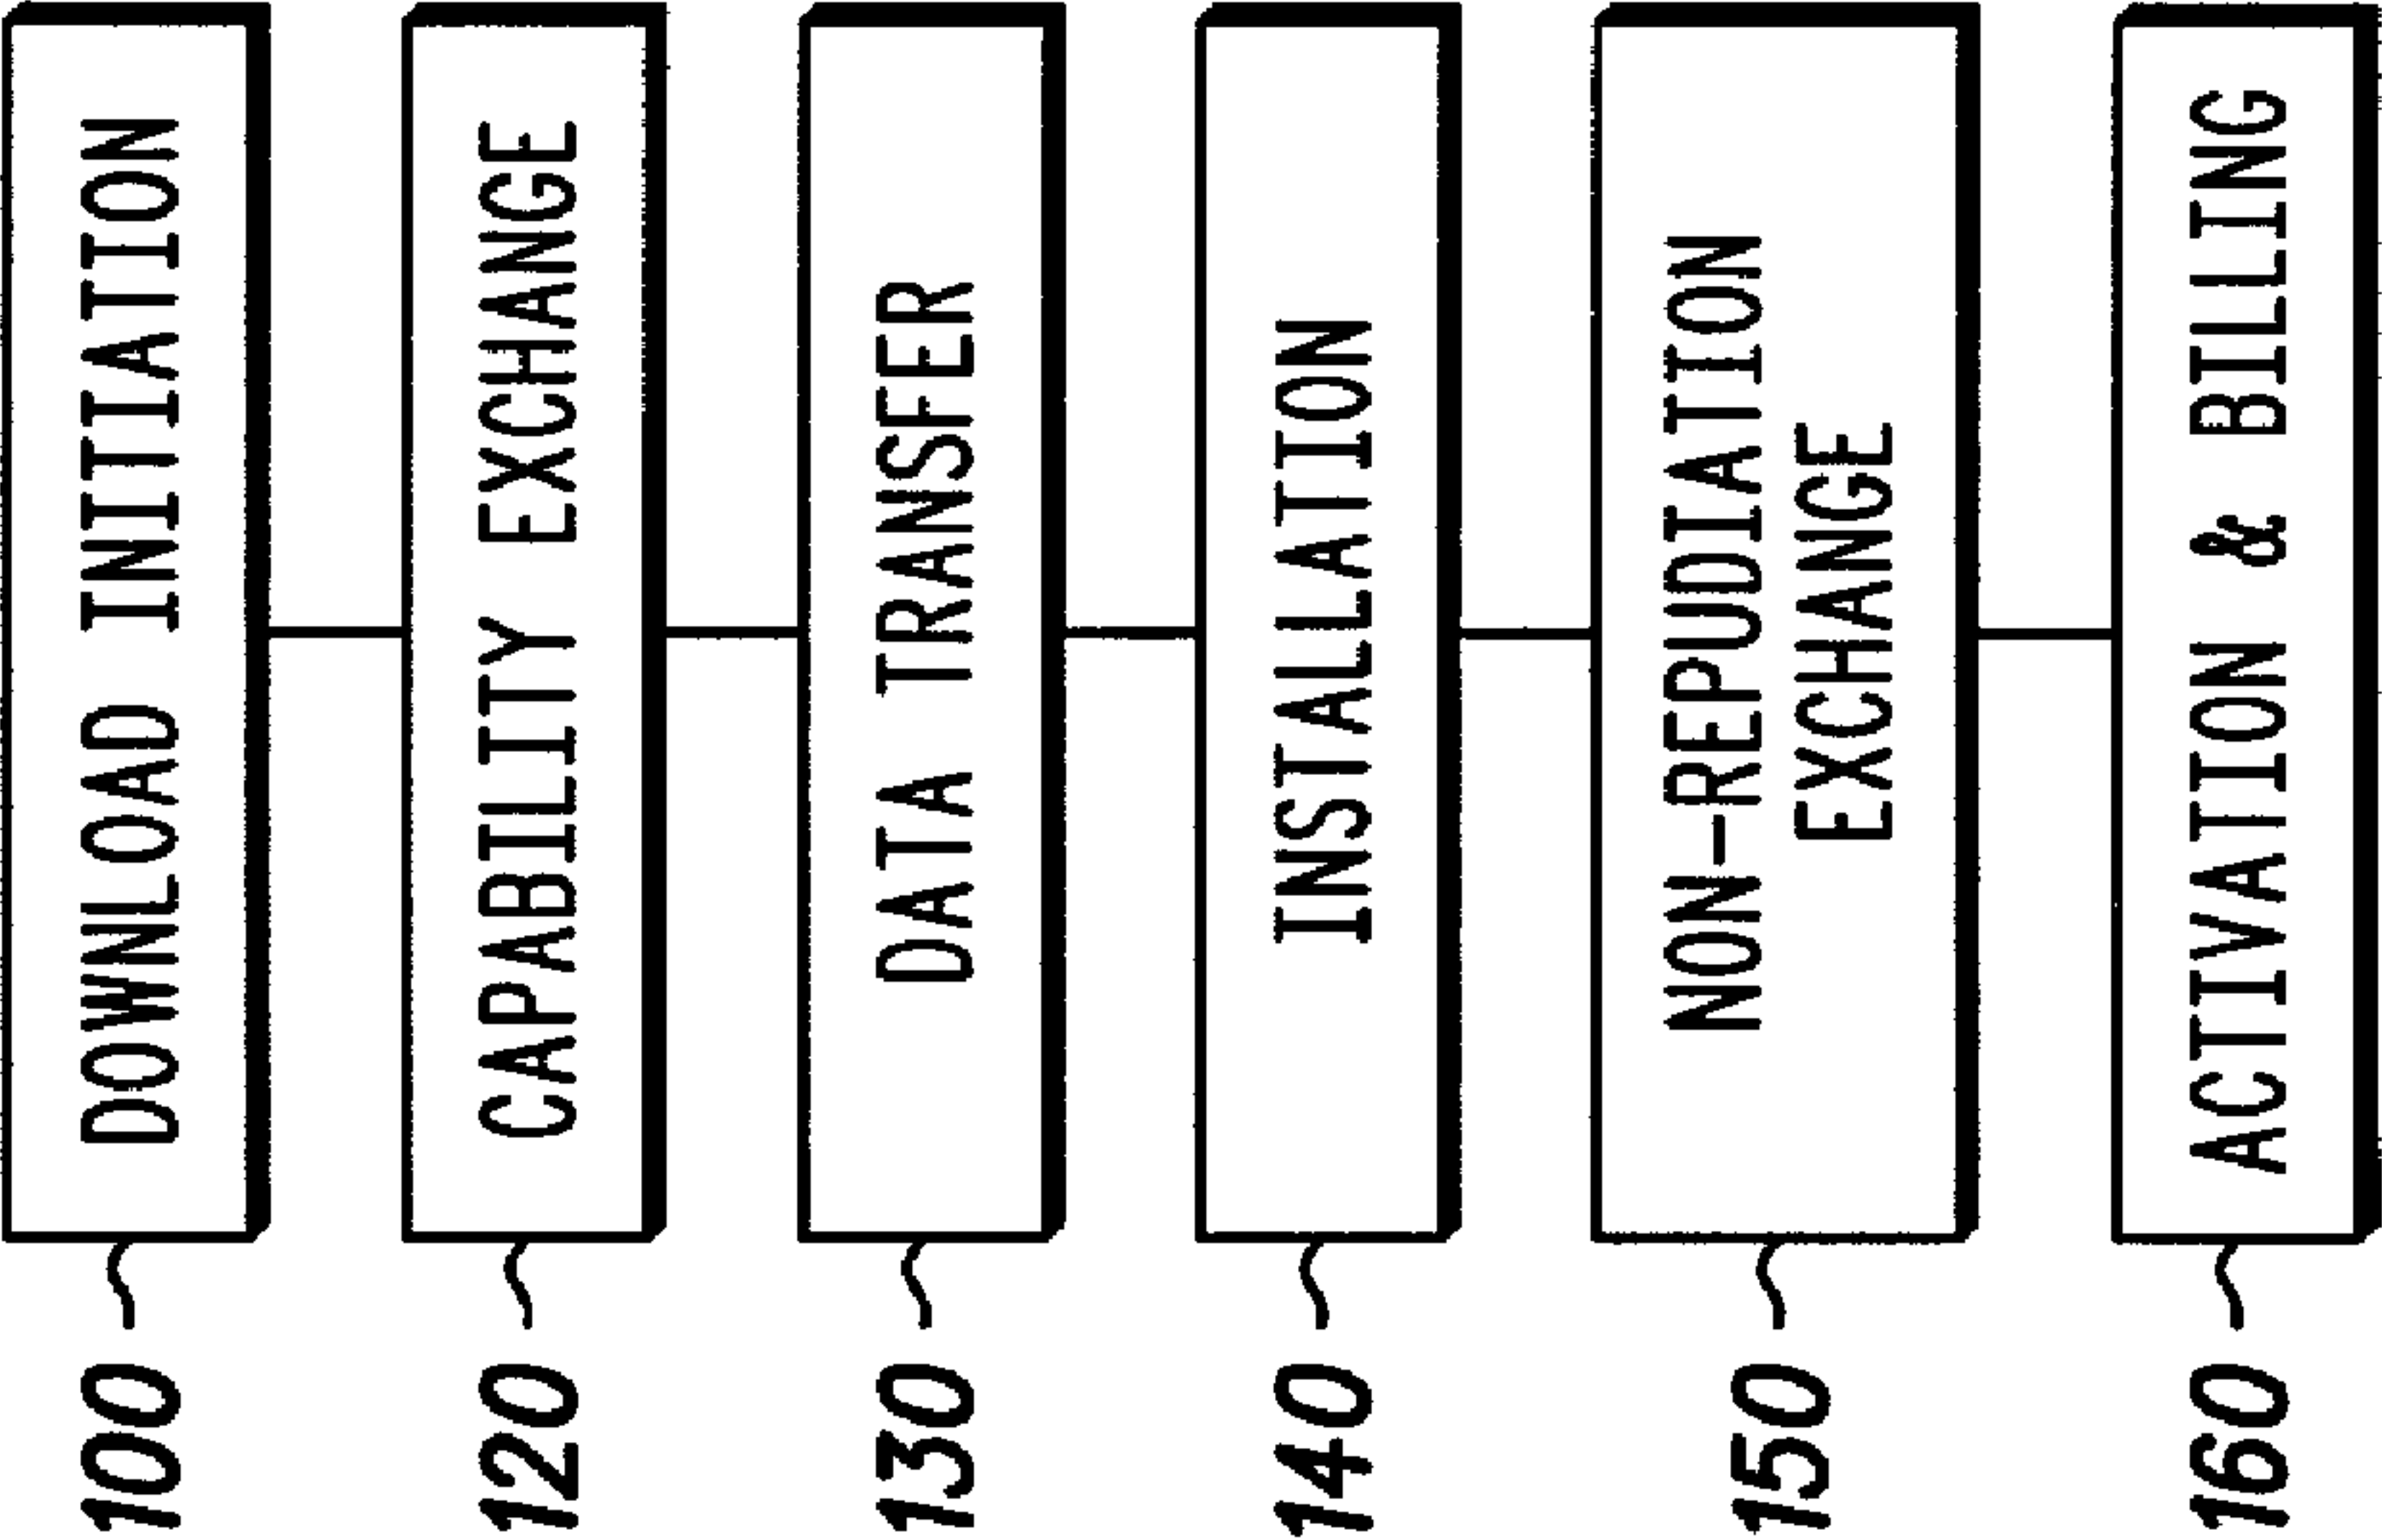 100
DOWNLOAD INITIATION
120
CAPABILITY EXCHANGE
130
DATA TRANSFER
140
INSTALLATION
150
NON-REPUDIATION
EXCHANGE
160
ACTIVATION & BILLING